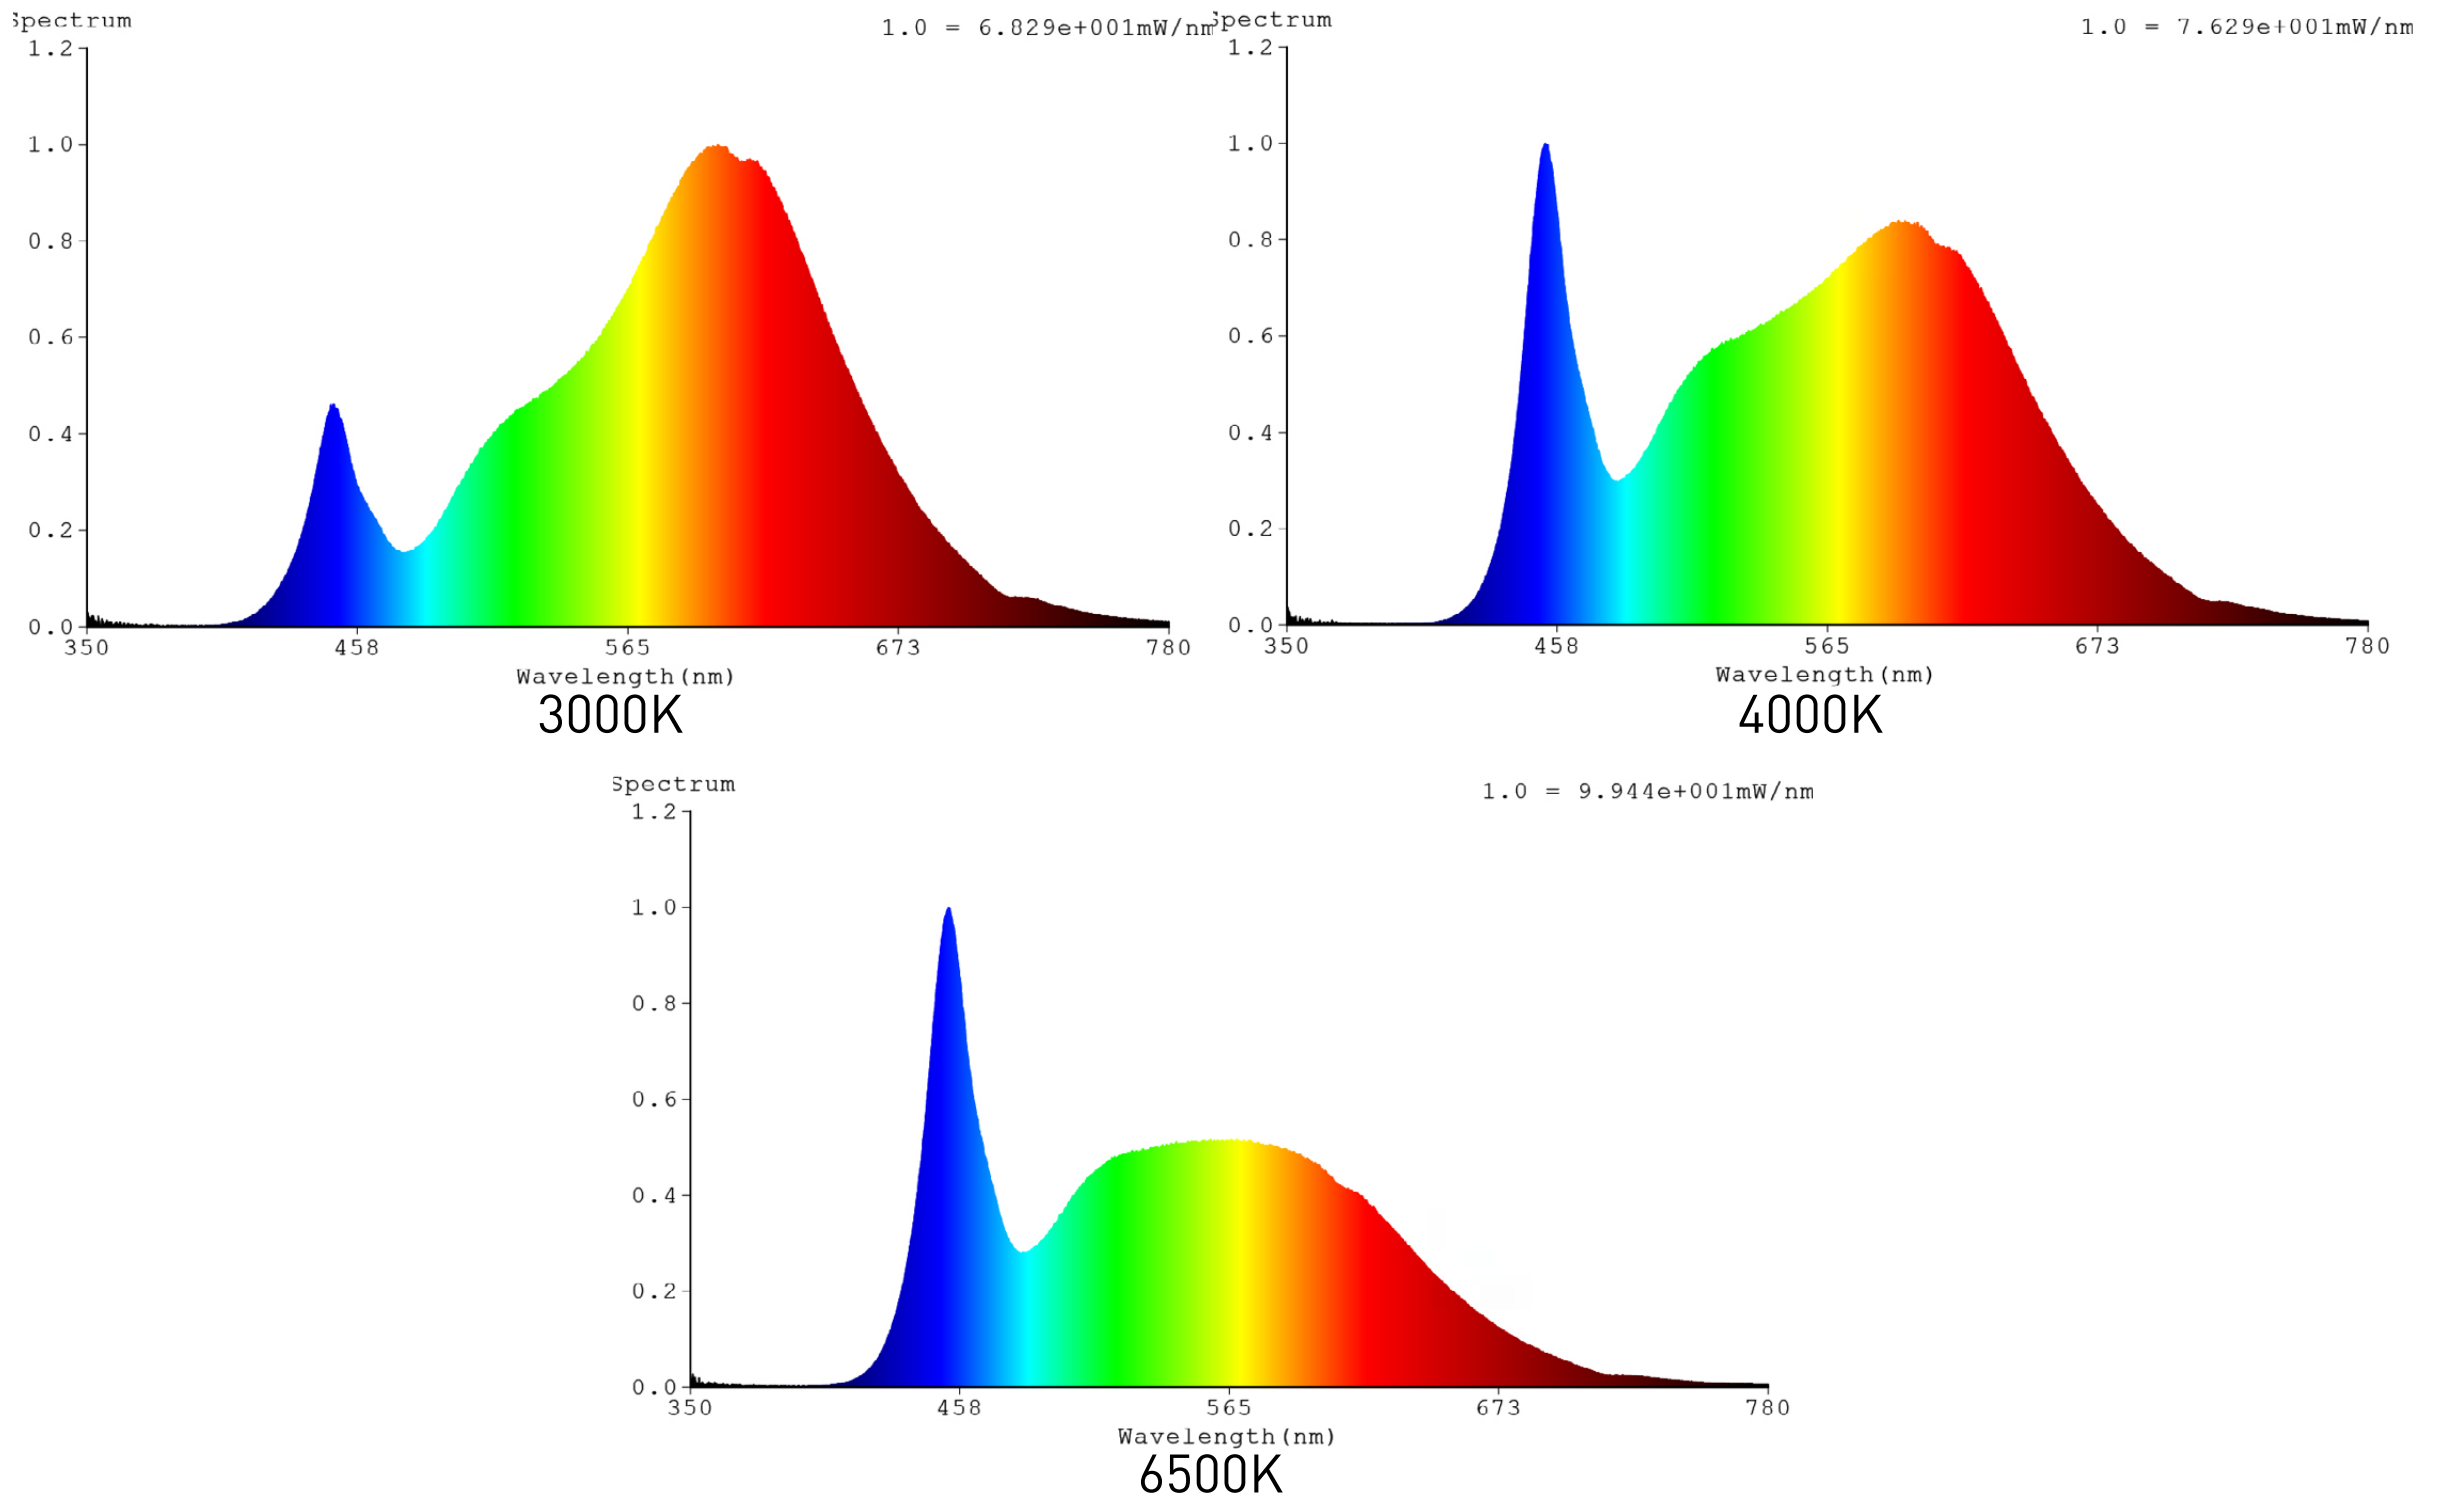 Spectrum
1.0 = 6.829e+001mW/nm
1.2
1.0
0.8
0.6
0.4
0.2
0.0
350 458 565 673 780
Wavelength(nm)
3000K
Spectrum
1.0 = 7.629e+001mW/nm
1.2
1.0
0.8
0.6
0.4
0.2
0.0
350 458 565 673 780
Wavelength(nm)
4000K
Spectrum
1.0 = 9.944e+001mW/nm
1.2
1.0
0.8
0.6
0.4
0.2
0.0
350 458 565 673 780
Wavelength(nm)
6500K